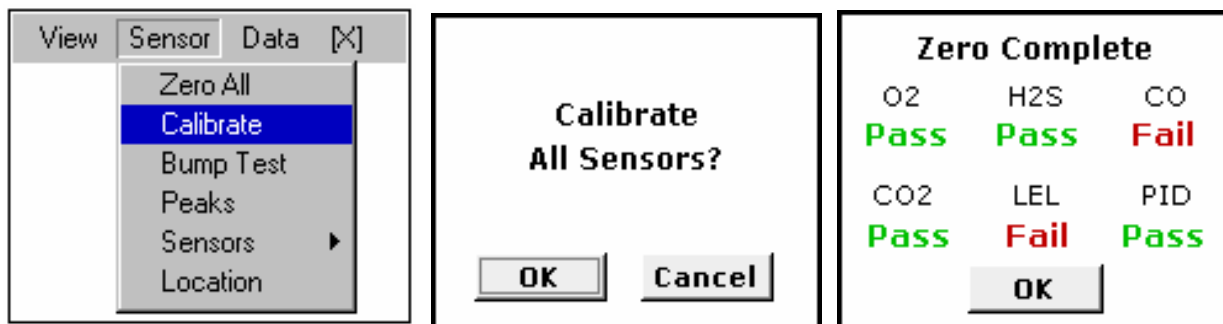 View Sensor Data [X]
Zero All
Calibrate
Bump Test
Peaks
Sensors
Location
Calibrate
All Sensors?
OK Cancel
Zero Complete
O2 H2S CO
Pass Pass Fail
CO2 LEL PID
Pass Fail Pass
OK